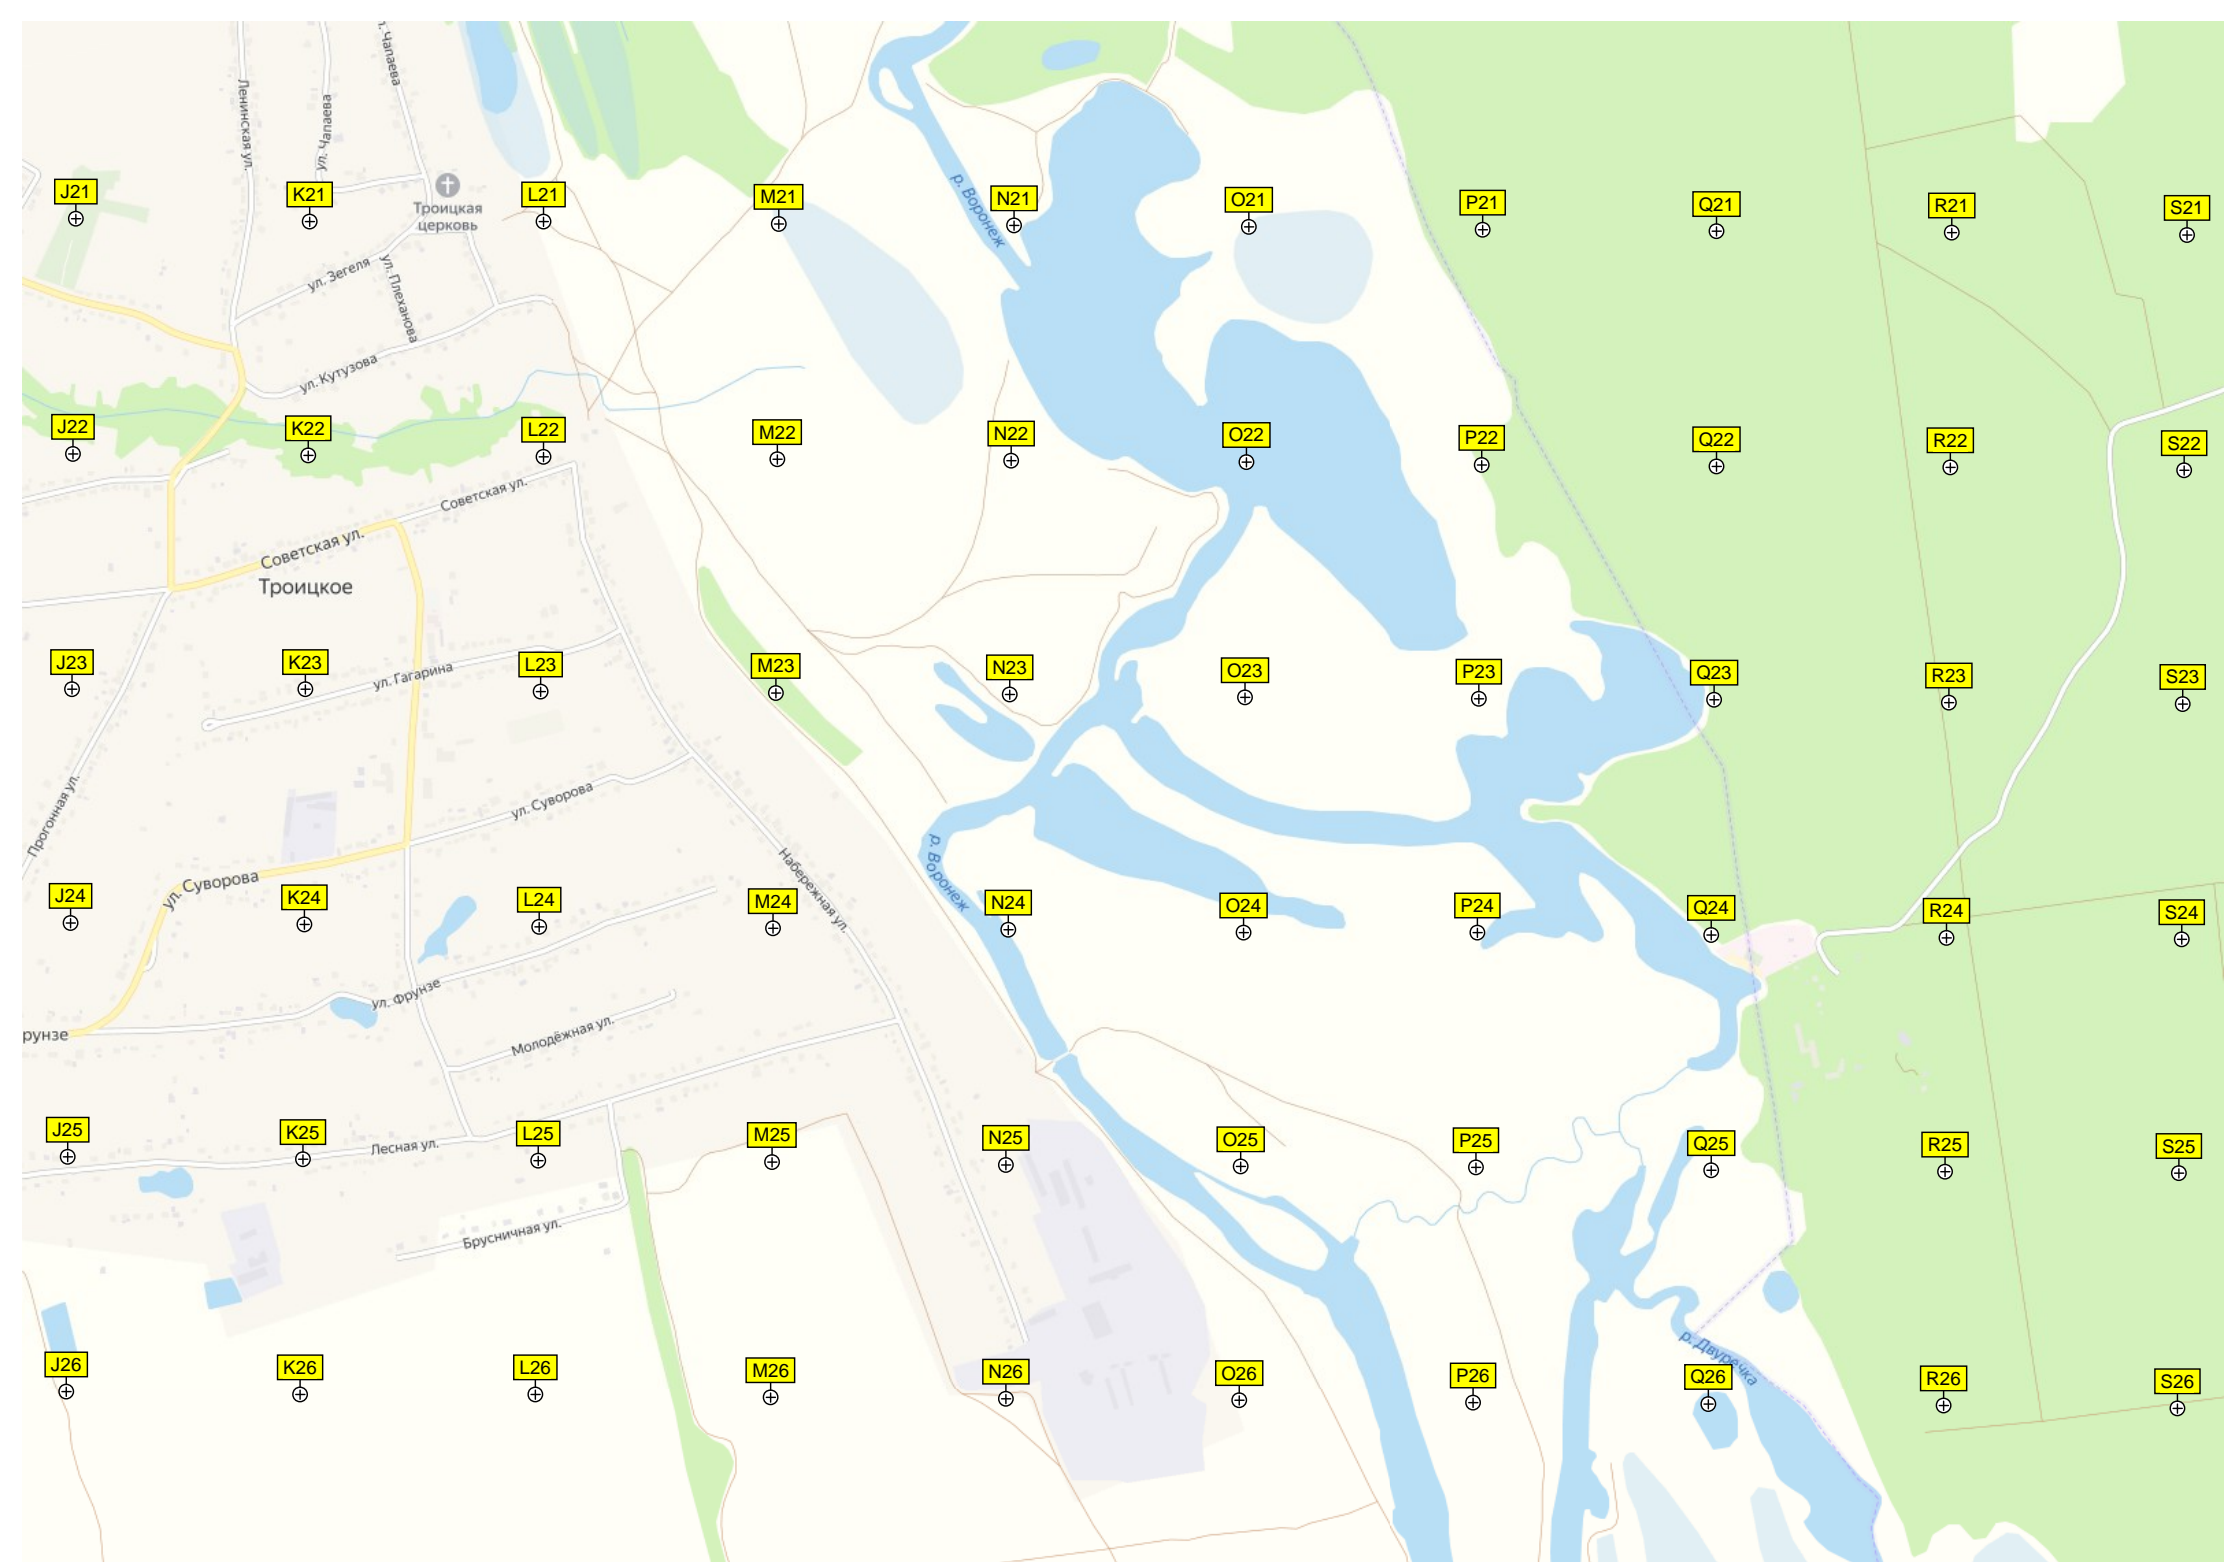 ул. Чапаева
Ленинская ул.
ул. Чапаева
J21
K21
Троицкая
церковь
L21
M21
р. Воронеж
N21
O21
P21
Q21
R21
S21
ул. Зегеля
ул. Плеханова
ул. Кутузова
J22
K22
L22
M22
N22
O22
P22
Q22
R22
S22
Советская ул.
Советская ул.
Троицкое
J23
K23
ул. Гагарина
L23
M23
N23
O23
P23
Q23
R23
S23
Прогонная ул.
ул. Суворова
Набережная ул.
р. Воронеж
ул. Суворова
J24
K24
L24
M24
N24
O24
P24
Q24
R24
S24
ул. Фрунзе
рунзе
Молодёжная ул.
J25
K25
Лесная ул.
L25
M25
N25
O25
P25
Q25
R25
S25
Брусничная ул.
р. Двуречка
J26
K26
L26
M26
N26
O26
P26
Q26
R26
S26